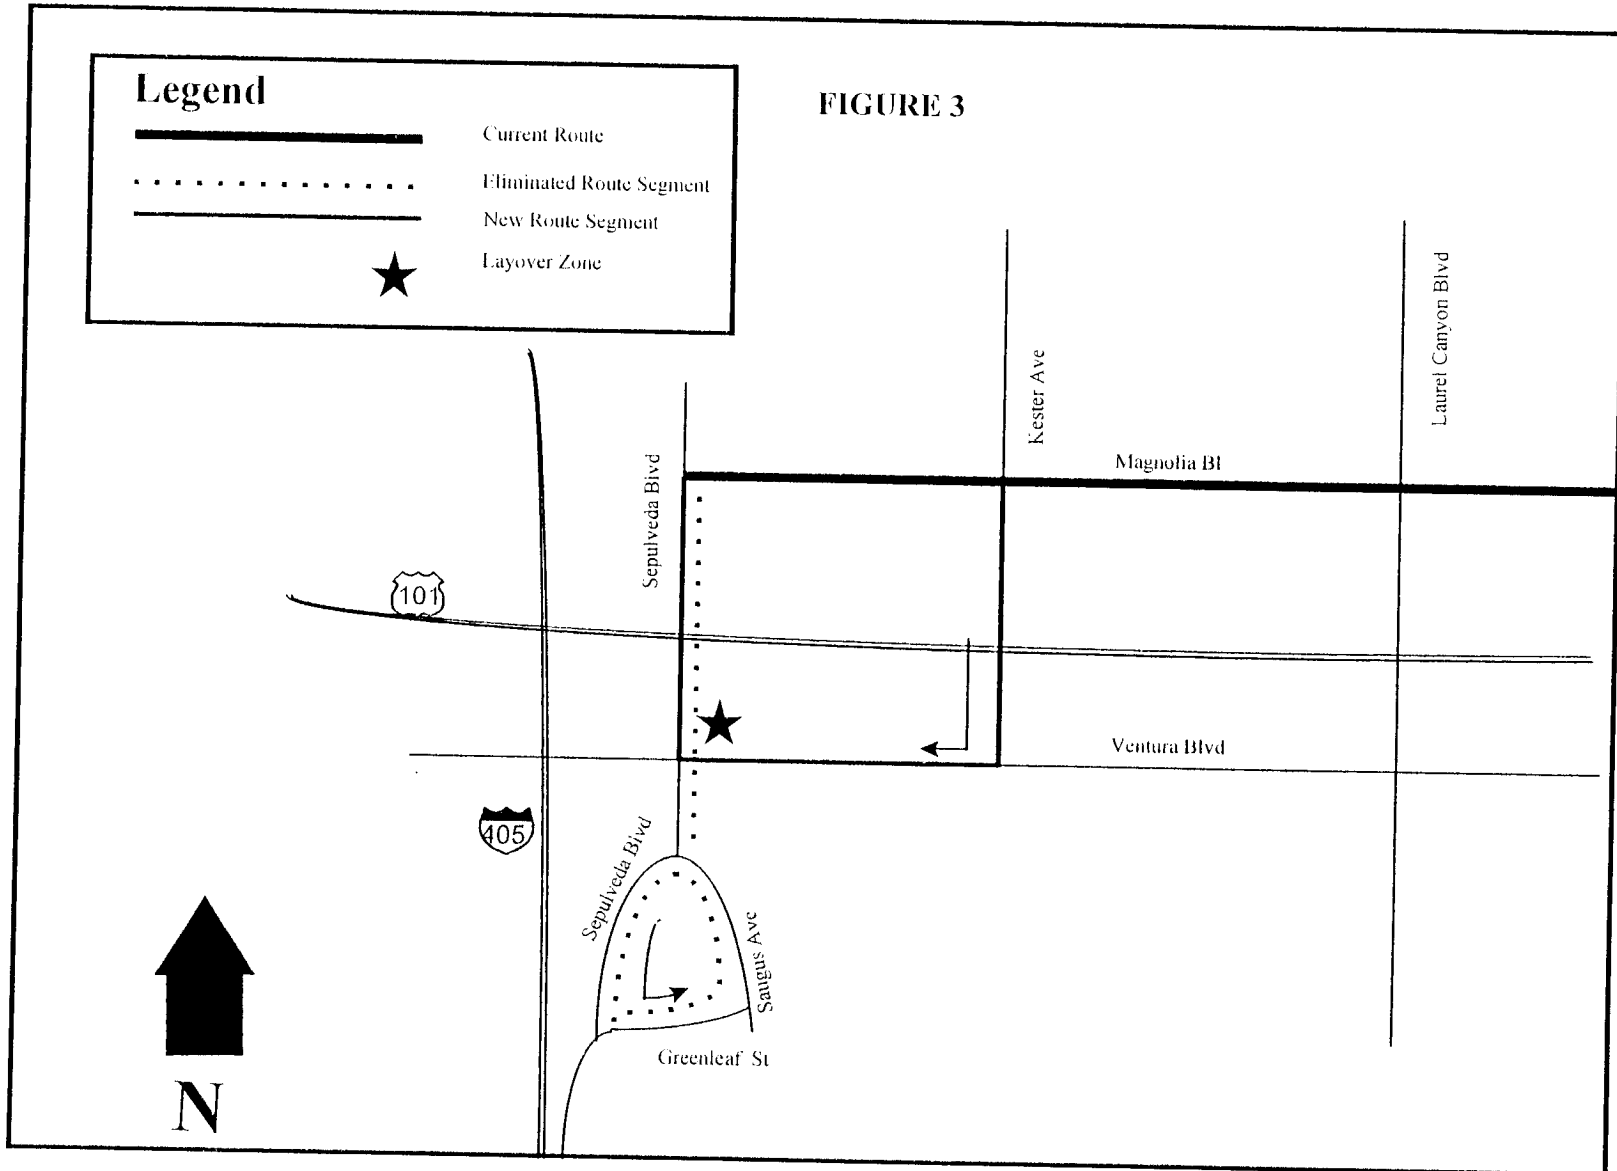 Legend
Current Route
Eliminated Route Segment
New Route Segment
Layover Zone
FIGURE 3
Laurel Canyon Blvd
Kester Ave
Magnolia Bl
Sepulveda Blvd
101
Ventura Blvd
405
Sepulveda Blvd
Saugus Ave
Greenleaf St
N